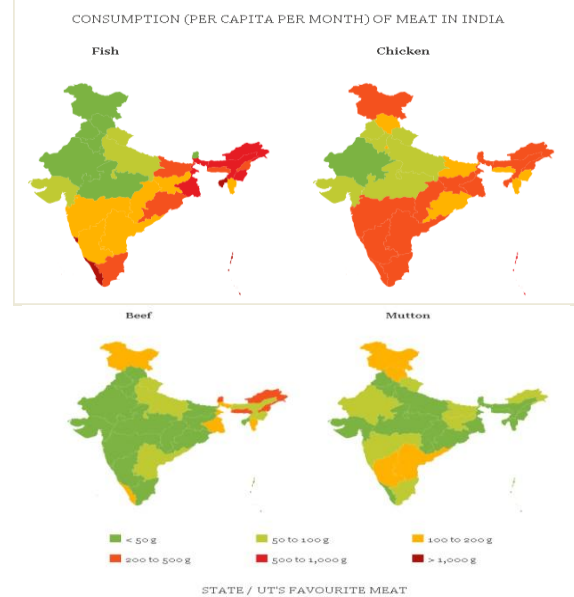 CONSUMPTION (PER CAPITA PER MONTH) OF MEAT IN INDIA
Fish Chicken
Beef Mutton
< 50 g 50 to 100 g 100 to 200 g
200 to 500 g 500 to 1,000 g > 1,000 g
STATE / UT'S FAVOURITE MEAT